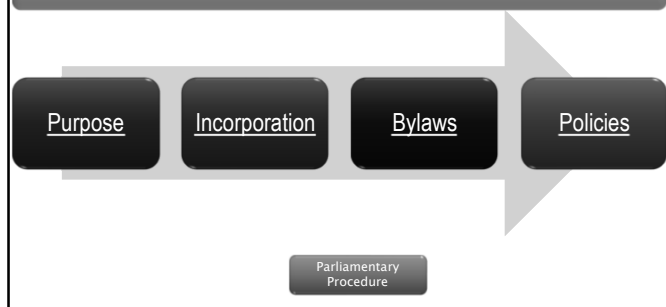 Purpose
Incorporation
Bylaws
Policies
Parliamentary
Procedure